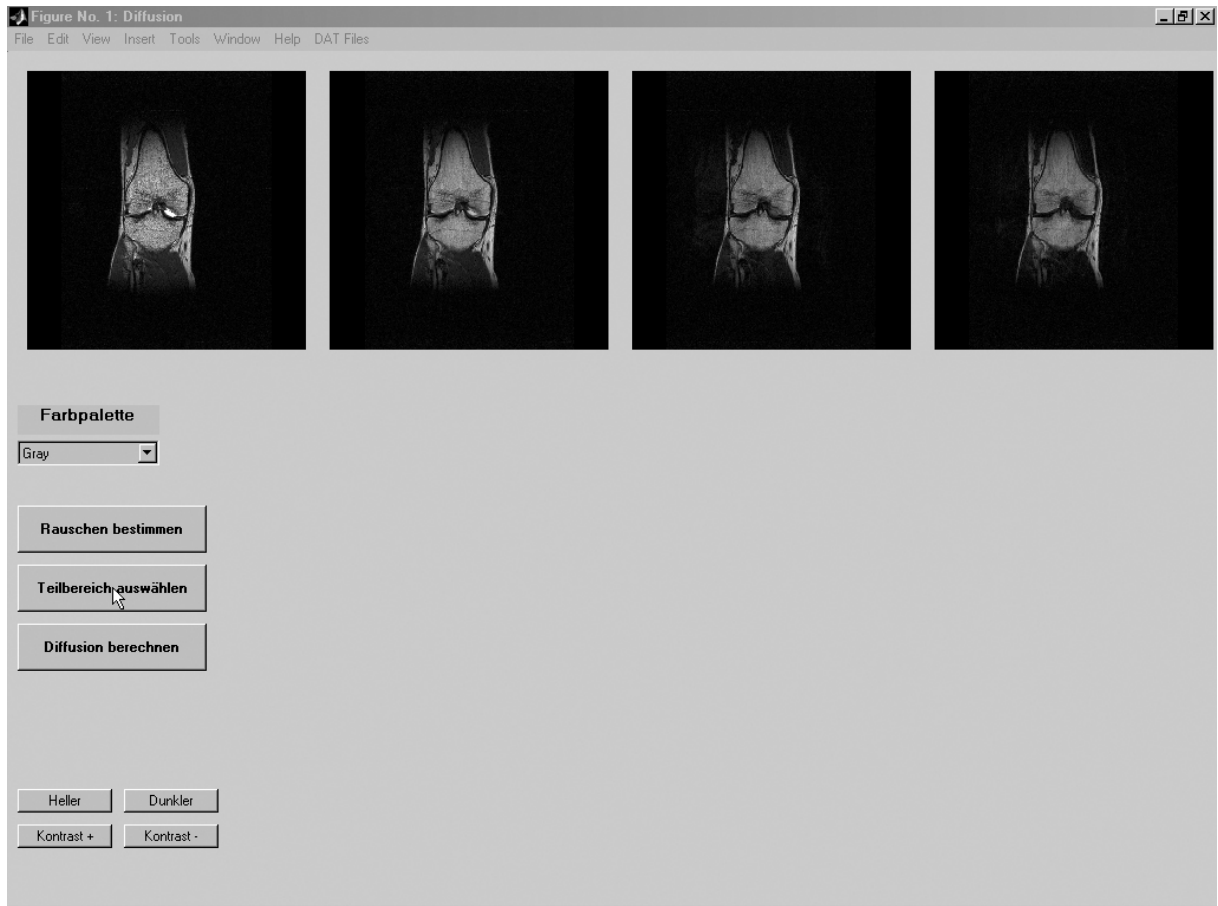 Figure No. 1: Diffusion
File Edit View Insert Tools Window Help DAT Files
Farbpalette
Gray
Rauschen bestimmen
Teilbereich auswählen
Diffusion berechnen
Heller Dunkler
Kontrast + Kontrast -